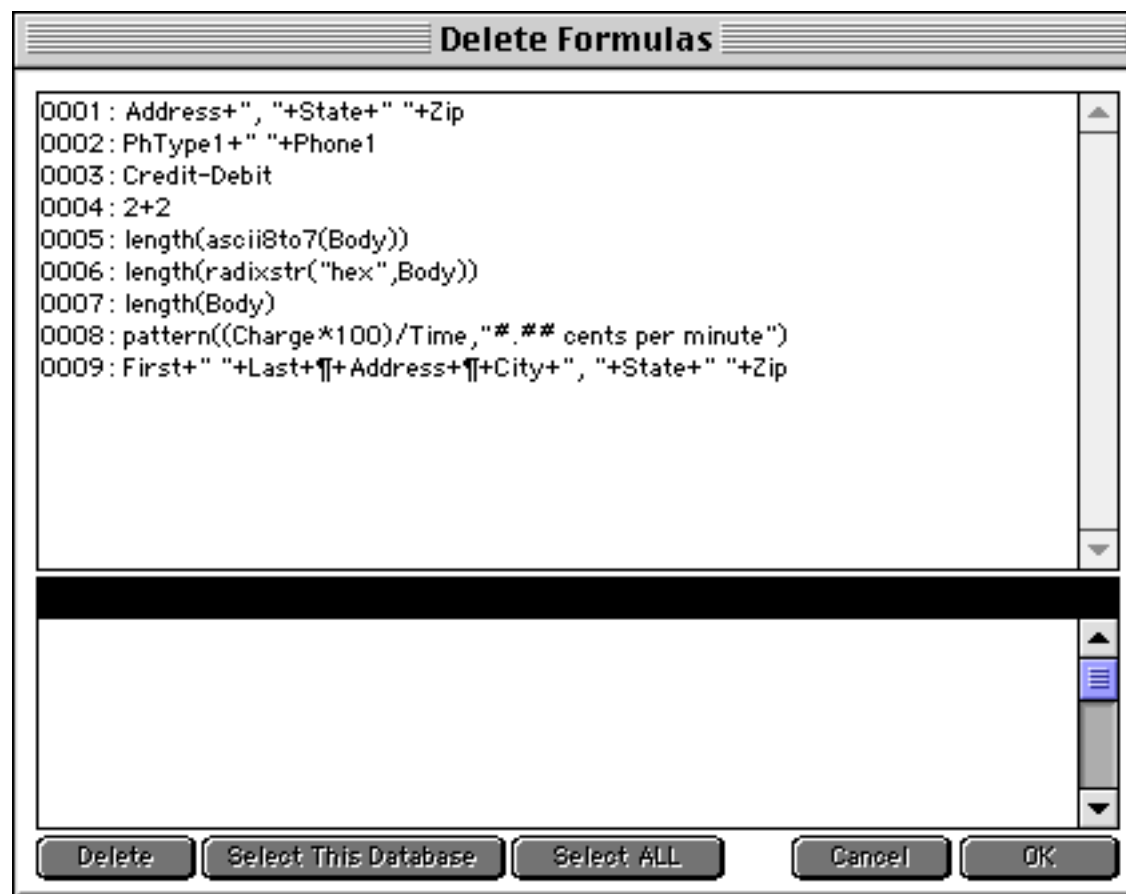 Delete Formulas
0001: Address+", "+State+" "+Zip
0002: PhType1+" "+Phone1
0003: Credit-Debit
0004: 2+2
0005: length(ascii8to7(Body))
0006: length(radixstr("hex",Body))
0007: length(Body)
0008: pattern((Charge*100)/Time,"#.## cents per minute")
0009: First+" "+Last+¶+Address+¶+City+", "+State+" "+Zip
Delete Select This Database Select ALL Cancel OK